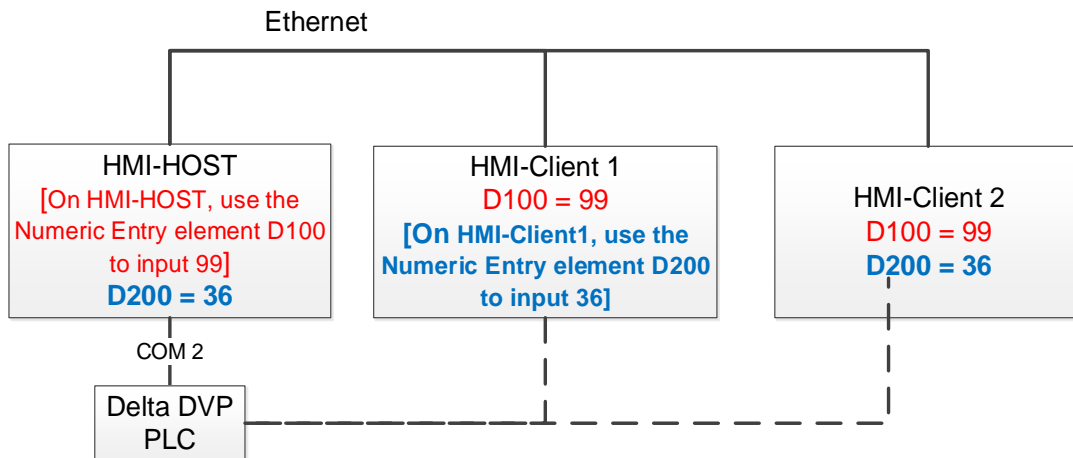 Ethernet
HMI-HOST
[On HMI-HOST, use the
Numeric Entry element D100
to input 99]
D200 = 36
HMI-Client 1
D100 = 99
[On HMI-Client1, use the
Numeric Entry element D200
to input 36]
HMI-Client 2
D100 = 99
D200 = 36
COM 2
Delta DVP
PLC